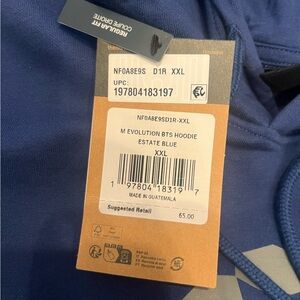 REGULAR FIT
COUPE DROITE
NF0A8E9S D1R XXL
UPC:
197804183197
NF0A8E9SD1R-XXL
M EVOLUTION BTS HOODIE
ESTATE BLUE
XXL
1 97804 18319 7
MADE IN GUATEMALA
Suggested Retail 65.00